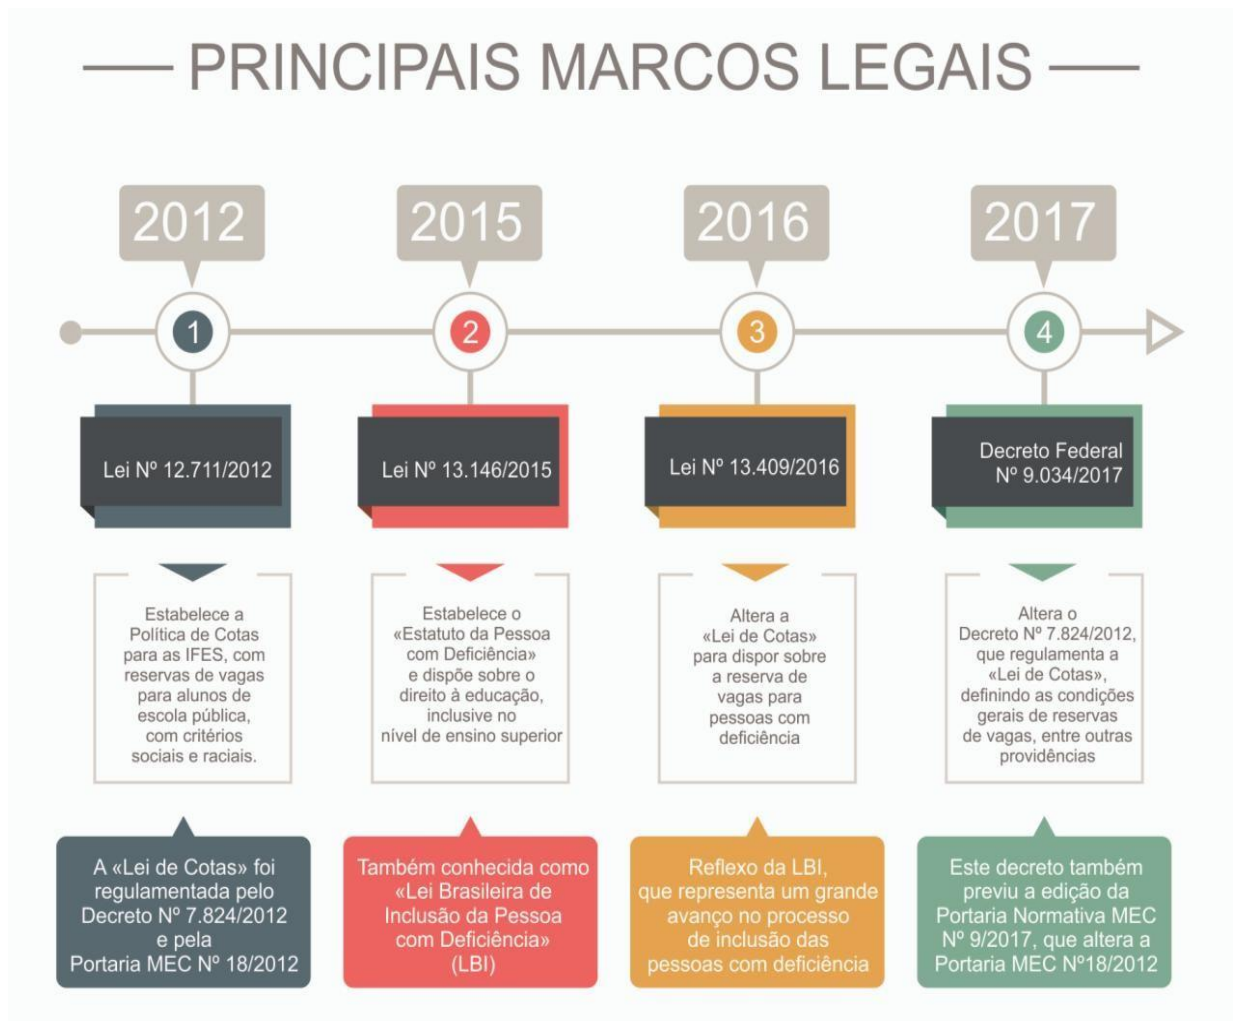 PRINCIPAIS MARCOS LEGAIS
2012
2015
2016
2017
1
2
3
4
Lei Nº 12.711/2012
Lei Nº 13.146/2015
Lei Nº 13.409/2016
Decreto Federal
Nº 9.034/2017
Estabelece a
Política de Cotas
para as IFES, com
reservas de vagas
para alunos de
escola pública,
com critérios
sociais e raciais.
Estabelece o
«Estatuto da Pessoa
com Deficiência»
e dispõe sobre o
direito à educação,
inclusive no
nível de ensino superior
Altera a
«Lei de Cotas»
para dispor sobre
a reserva de
vagas para
pessoas com
deficiência
Altera o
Decreto Nº 7.824/2012,
que regulamenta a
«Lei de Cotas»,
definindo as condições
gerais de reservas
de vagas, entre outras
providências
A «Lei de Cotas» foi
regulamentada pelo
Decreto Nº 7.824/2012
e pela
Portaria MEC Nº 18/2012
Também conhecida como
«Lei Brasileira de
Inclusão da Pessoa
com Deficiência»
(LBI)
Reflexo da LBI,
que representa um grande
avanço no processo
de inclusão das
pessoas com deficiência
Este decreto também
previu a edição da
Portaria Normativa MEC
Nº 9/2017, que altera a
Portaria MEC Nº18/2012